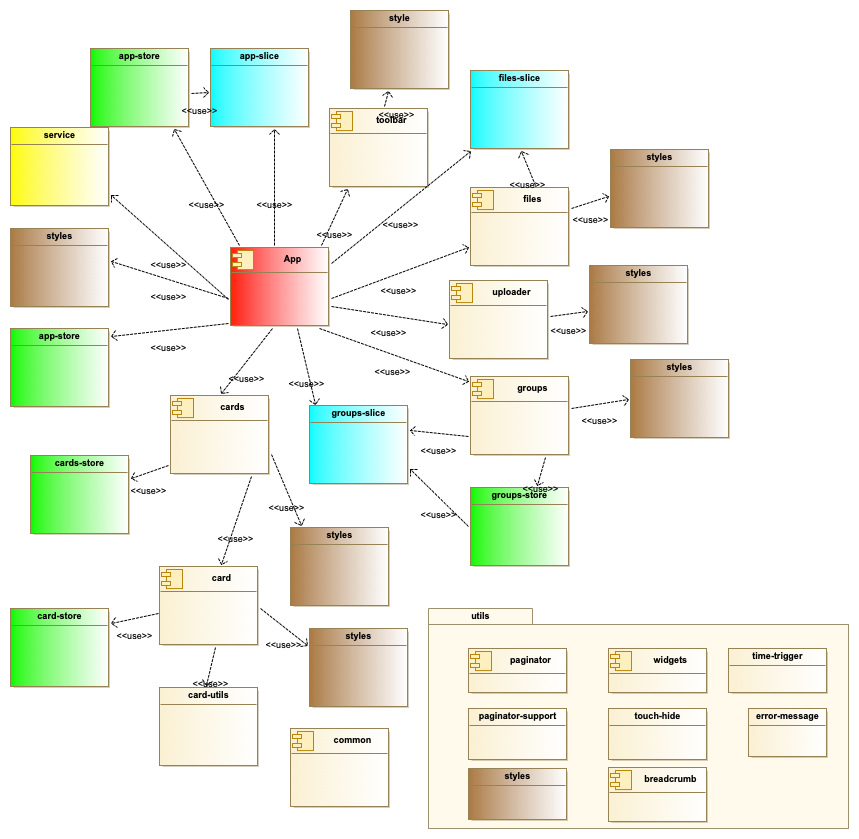 style
app-store
app-slice
files-slice
<<use>>
<<use>>
toolbar
service
styles
<<use>>
files
<<use>>
<<use>>
<<use>>
<<use>>
<<use>>
styles
App
<<use>>
styles
uploader
<<use>>
<<use>>
<<use>>
<<use>>
app-store
<<use>>
<<use>>
styles
<<use>>
<<use>>
groups
cards
groups-slice
<<use>>
<<use>>
cards-store
<<use>>
groups-store
<<use>>
<<use>>
<<use>>
<<use>>
styles
card
card-store
utils
<<use>>
<<use>>
styles
paginator
widgets
time-trigger
<<use>>
card-utils
paginator-support
touch-hide
error-message
common
styles
breadcrumb